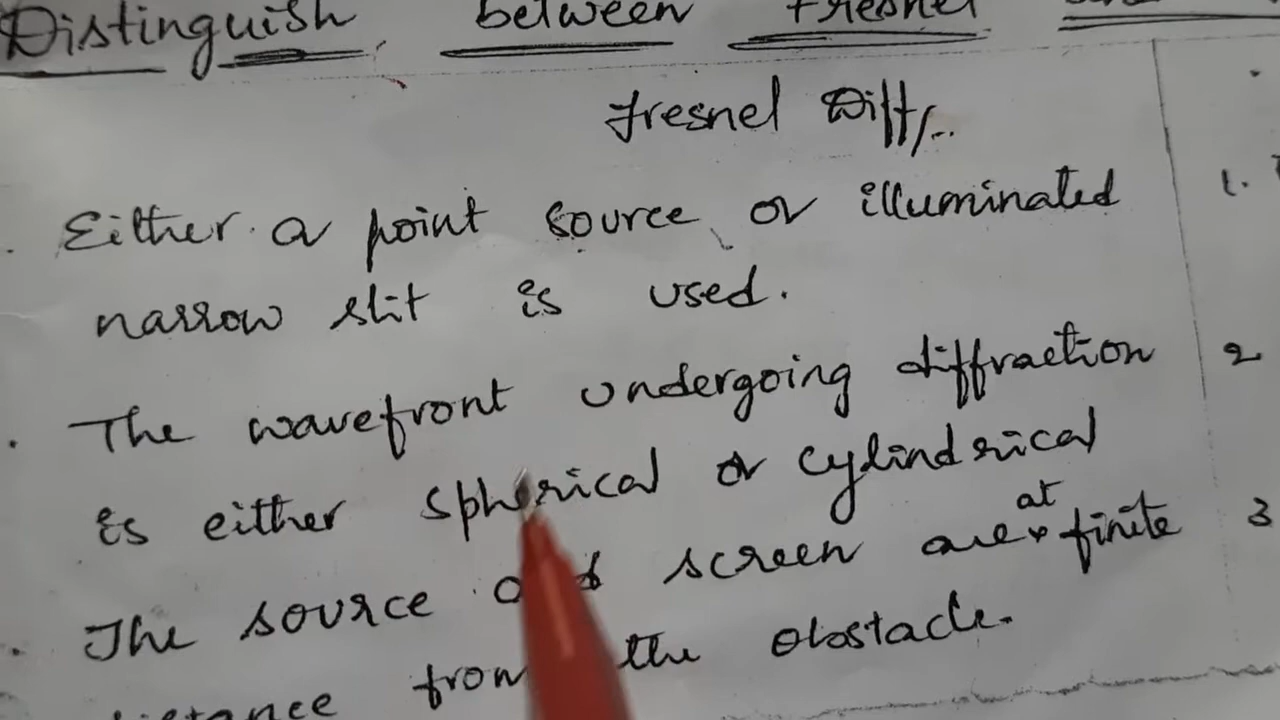 Distinguish between Fresnel
Fresnel Diff/..
Either a point source or illuminated 1.
narrow slit is used.
The wavefront undergoing diffraction 2
is either spherical or cylindrical
at
The source and screen are finite 3
distance from the obstacle.